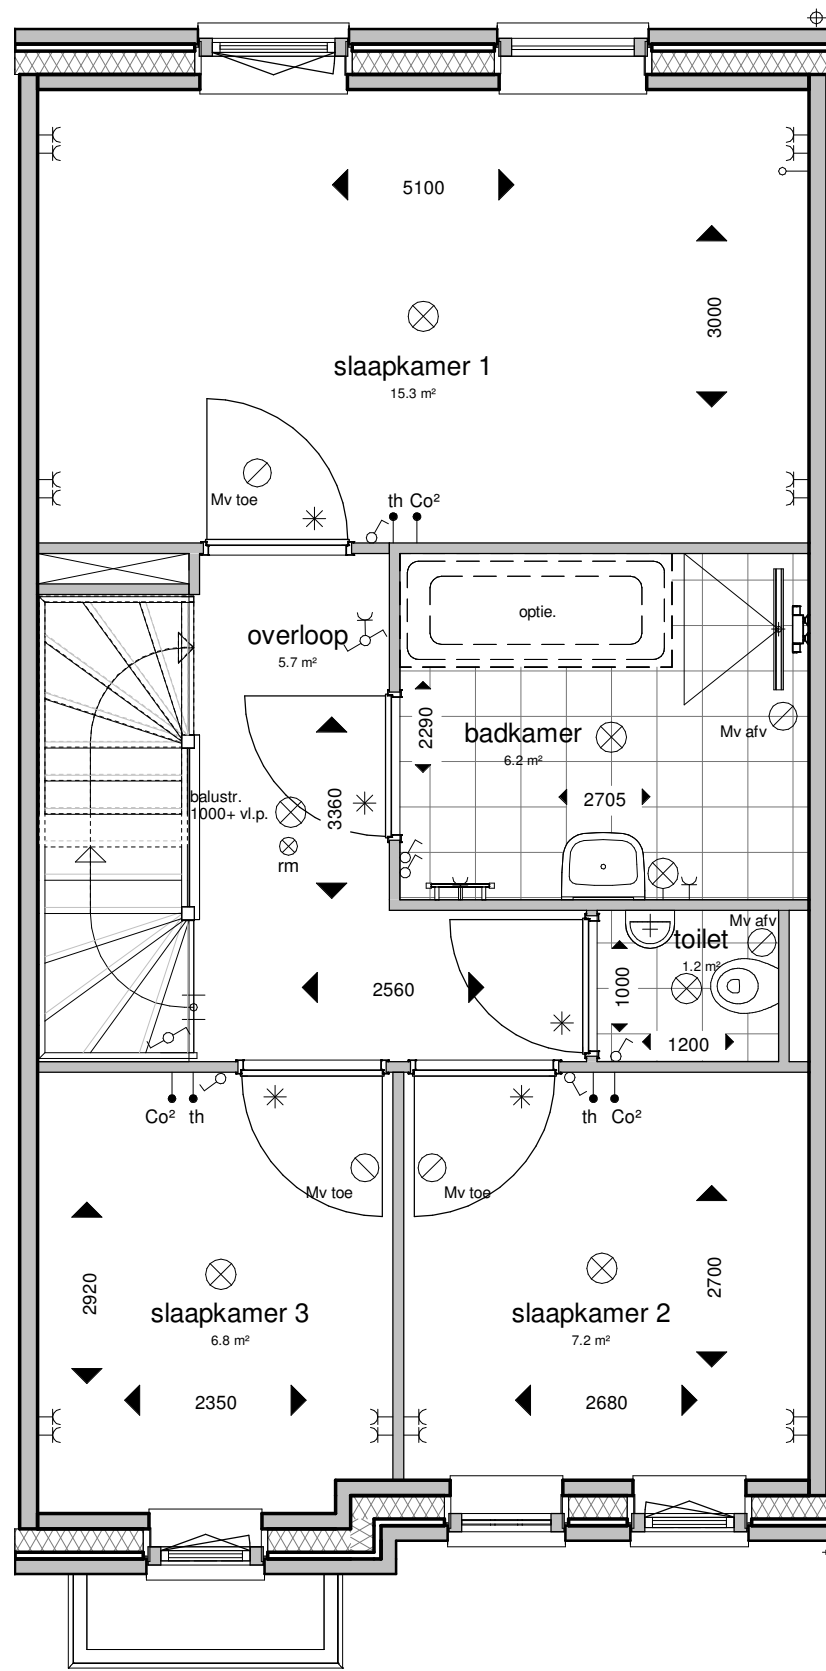 5100
3000
slaapkamer 1
15.3 m²
Mv toe
th Co²
optie.
overloop
5.7 m²
2290
badkamer
6.2 m²
Mv afv
balustr.
1000+ vl.p.
3360
2705
rm
Mv afv
toilet
1.2 m²
2560
1000
1200
Co² th
th Co²
Mv toe
Mv toe
2920
2700
slaapkamer 3
6.8 m²
slaapkamer 2
7.2 m²
2350
2680